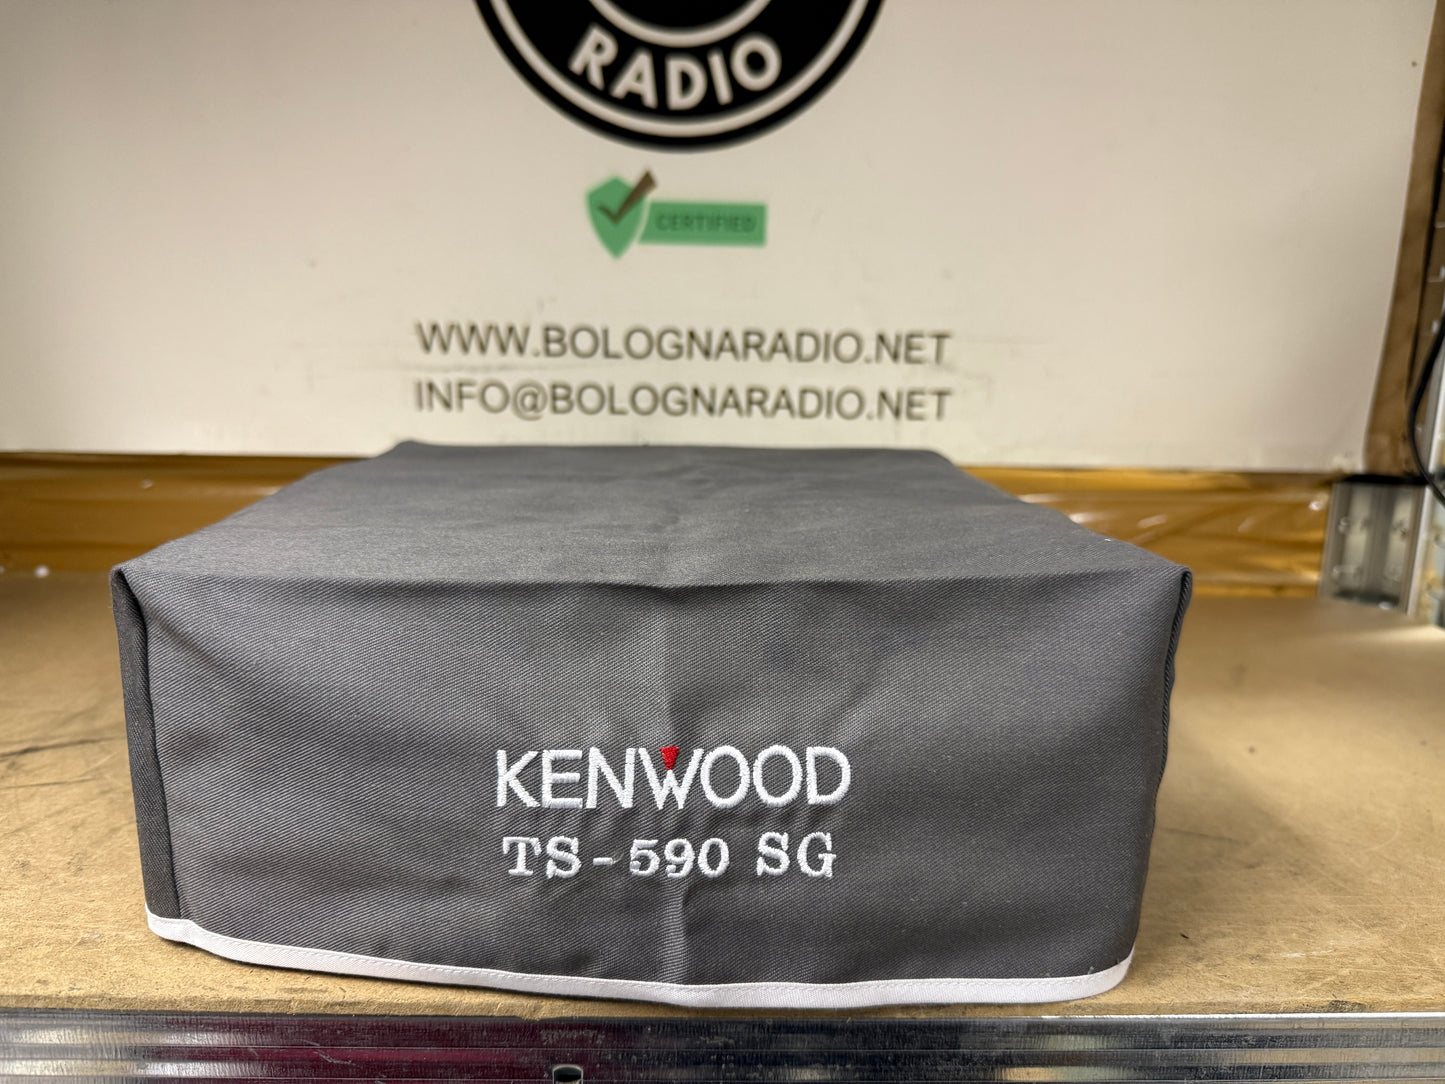 RADIO
CERTIFIED
WWW.BOLOGNARADIO.NET
INFO@BOLOGNARADIO.NET
KENWOOD
TS-590 SG